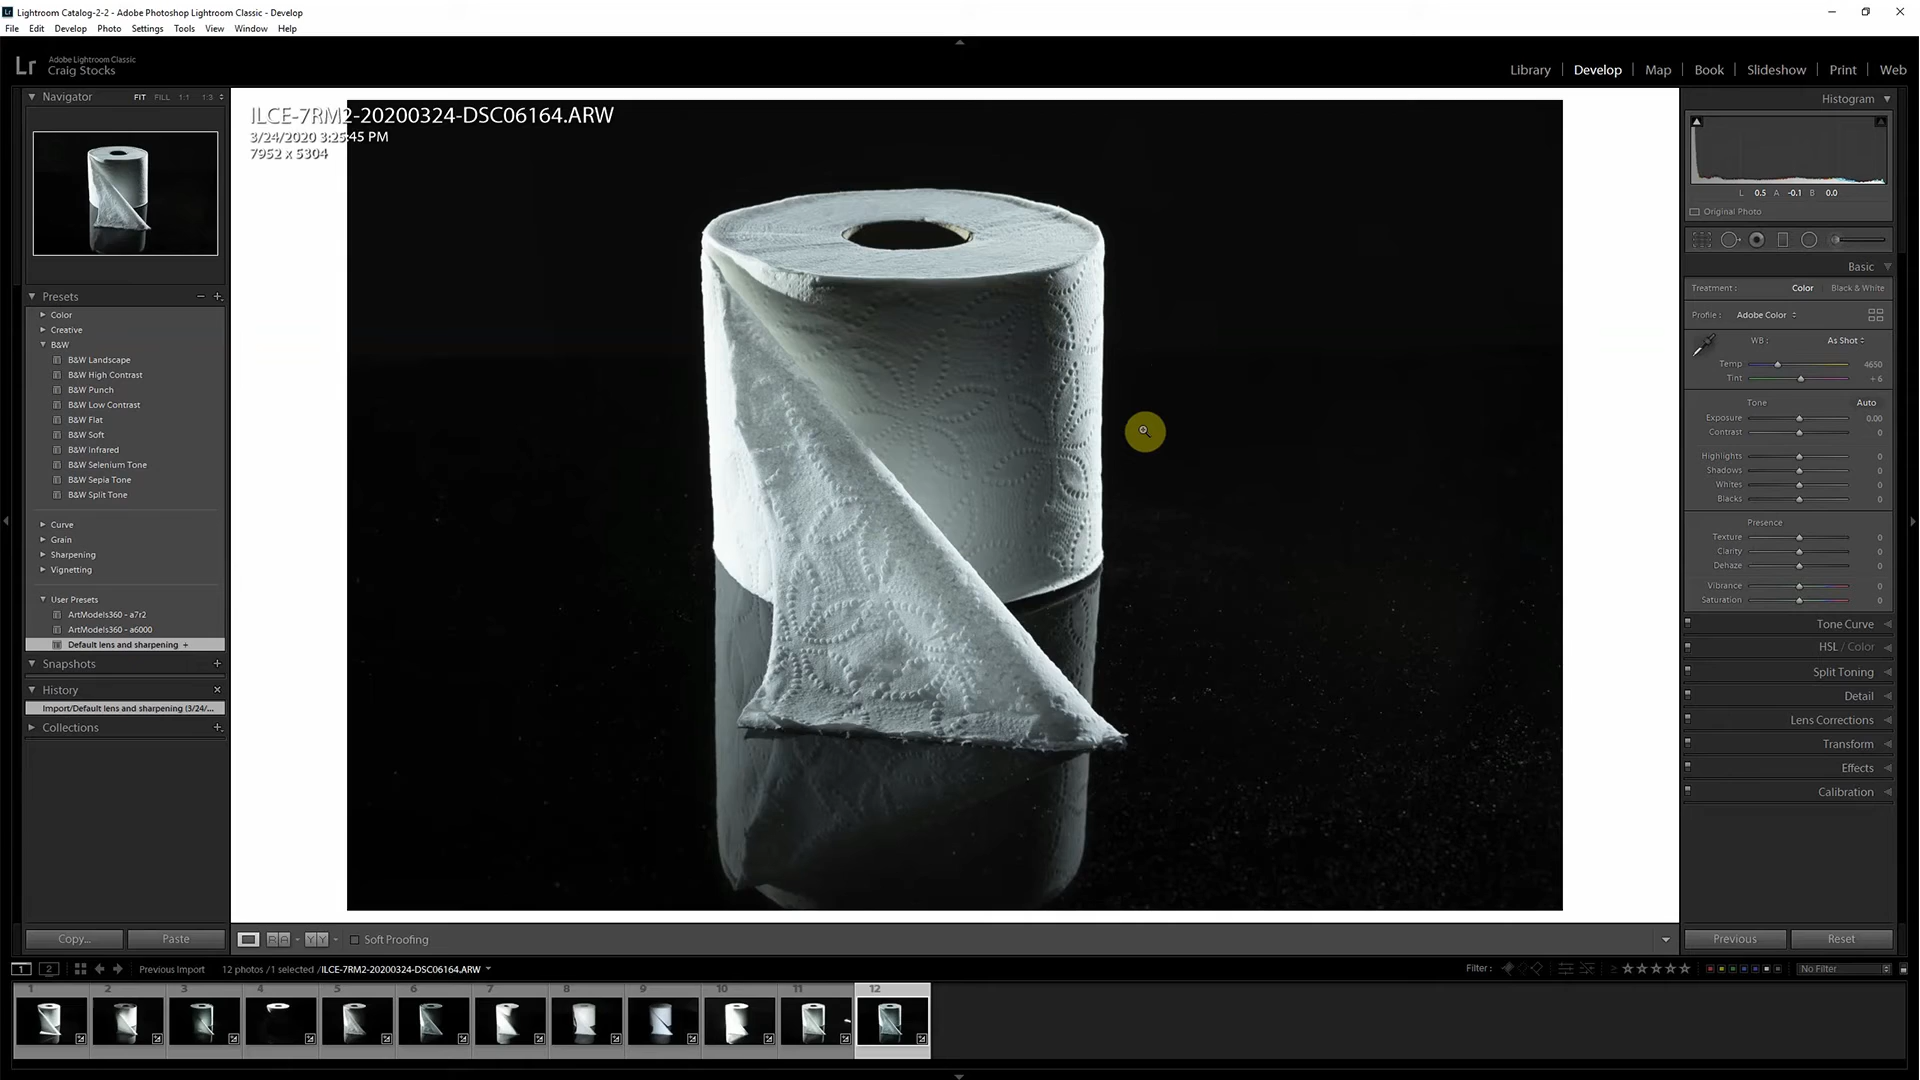 Lightroom Catalog-2-2 - Adobe Photoshop Lightroom Classic - Develop
File Edit Develop Photo Settings Tools View Window Help
Lr Adobe Lightroom Classic
Craig Stocks
Library Develop Map Book Slideshow Print Web
Navigator FIT FILL 1:1 1:3
Presets
Color
Creative
B&W
B&W Landscape
B&W High Contrast
B&W Punch
B&W Low Contrast
B&W Flat
B&W Soft
B&W Infrared
B&W Selenium Tone
B&W Sepia Tone
B&W Split Tone
Curve
Grain
Sharpening
Vignetting
User Presets
ArtModels360 - a7r2
ArtModels360 - a6000
Default lens and sharpening +
Snapshots
History
Import/Default lens and sharpening (3/24/...
Collections
Copy... Paste
ILCE-7RM2-20200324-DSC06164.ARW
3/24/2020 3:25:45 PM
7952 x 5304
Histogram
L 0.5 A -0.1 B 0.0
Original Photo
Basic
Treatment : Color Black & White
Profile : Adobe Color
WB : As Shot
Temp 4650
Tint + 6
Tone Auto
Exposure 0.00
Contrast 0
Highlights 0
Shadows 0
Whites 0
Blacks 0
Presence
Texture 0
Clarity 0
Dehaze 0
Vibrance 0
Saturation 0
Tone Curve
HSL / Color
Split Toning
Detail
Lens Corrections
Transform
Effects
Calibration
Previous Reset
R A Y Y Soft Proofing
1 2 Previous Import 12 photos / 1 selected / ILCE-7RM2-20200324-DSC06164.ARW
Filter : No Filter
1 2 3 4 5 6 7 8 9 10 11 12